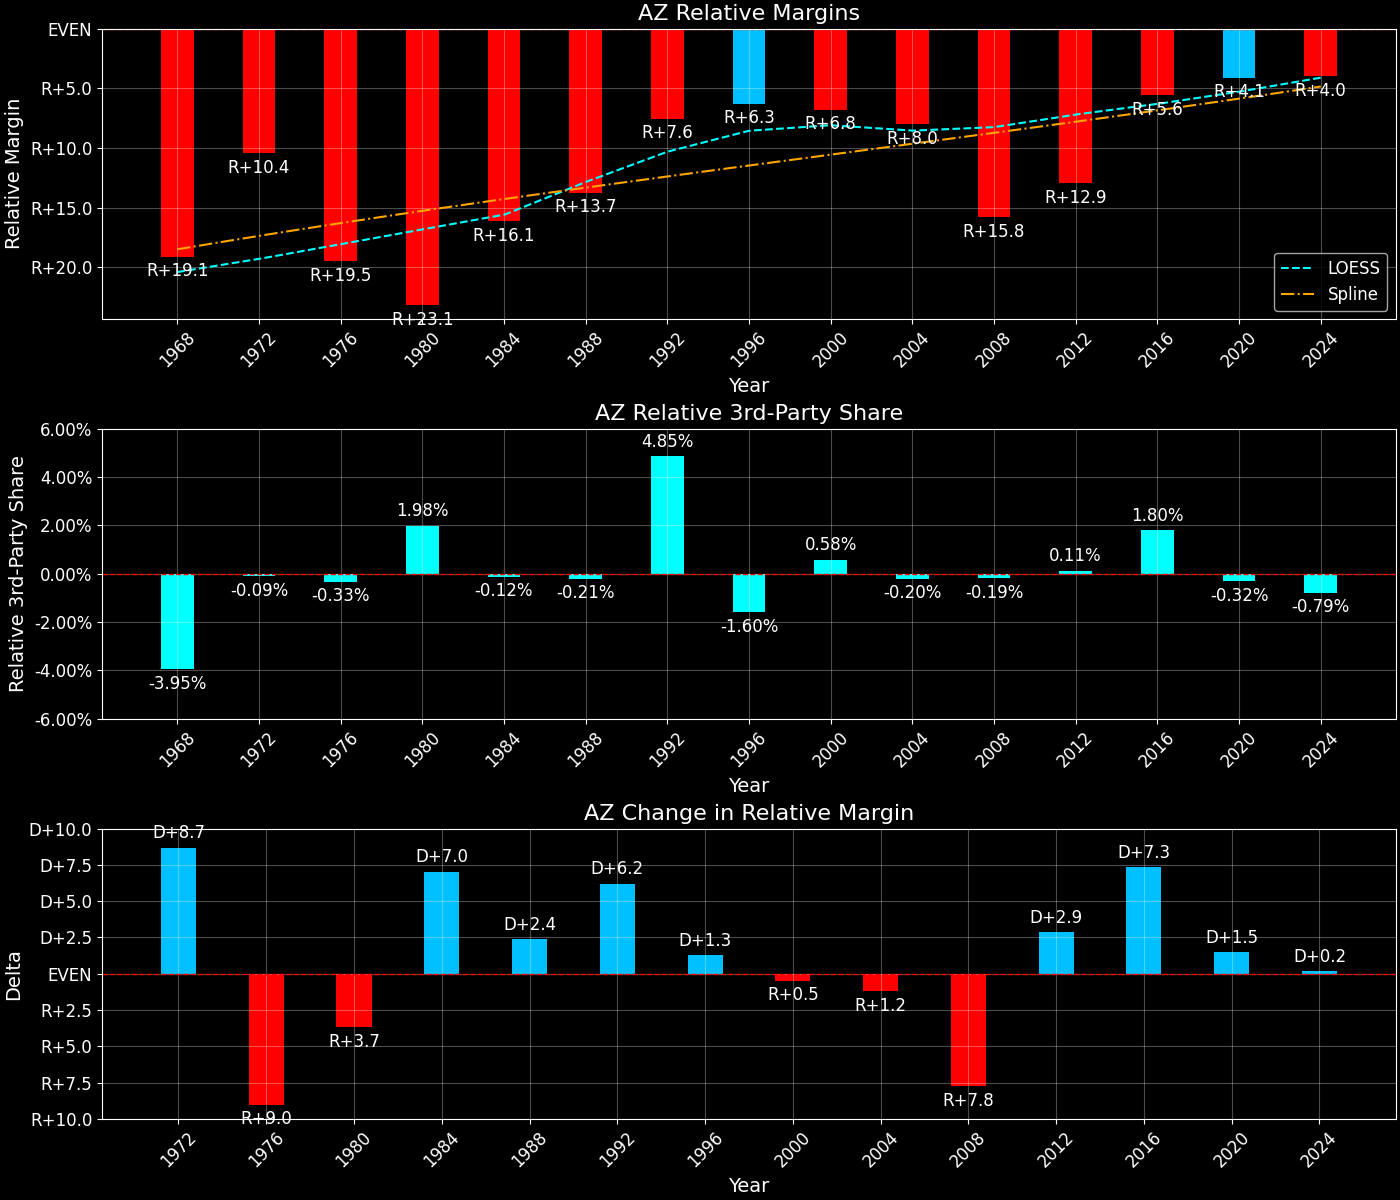 AZ Relative Margins
Relative Margin
EVEN
R+5.0
R+10.0
R+15.0
R+20.0
R+19.1
R+10.4
R+19.5
R+23.1
R+16.1
R+13.7
R+7.6
R+6.3
R+6.8
R+8.0
R+15.8
R+12.9
R+5.6
R+4.1
R+4.0
LOESS
Spline
1968 1972 1976 1980 1984 1988 1992 1996 2000 2004 2008 2012 2016 2020 2024
Year
AZ Relative 3rd-Party Share
Relative 3rd-Party Share
6.00%
4.00%
2.00%
0.00%
-2.00%
-4.00%
-6.00%
-3.95%
-0.09%
-0.33%
1.98%
-0.12%
-0.21%
4.85%
-1.60%
0.58%
-0.20%
-0.19%
0.11%
1.80%
-0.32%
-0.79%
1968 1972 1976 1980 1984 1988 1992 1996 2000 2004 2008 2012 2016 2020 2024
Year
AZ Change in Relative Margin
Delta
D+10.0
D+7.5
D+5.0
D+2.5
EVEN
R+2.5
R+5.0
R+7.5
R+10.0
D+8.7
R+9.0
R+3.7
D+7.0
D+2.4
D+6.2
D+1.3
R+0.5
R+1.2
R+7.8
D+2.9
D+7.3
D+1.5
D+0.2
1972 1976 1980 1984 1988 1992 1996 2000 2004 2008 2012 2016 2020 2024
Year